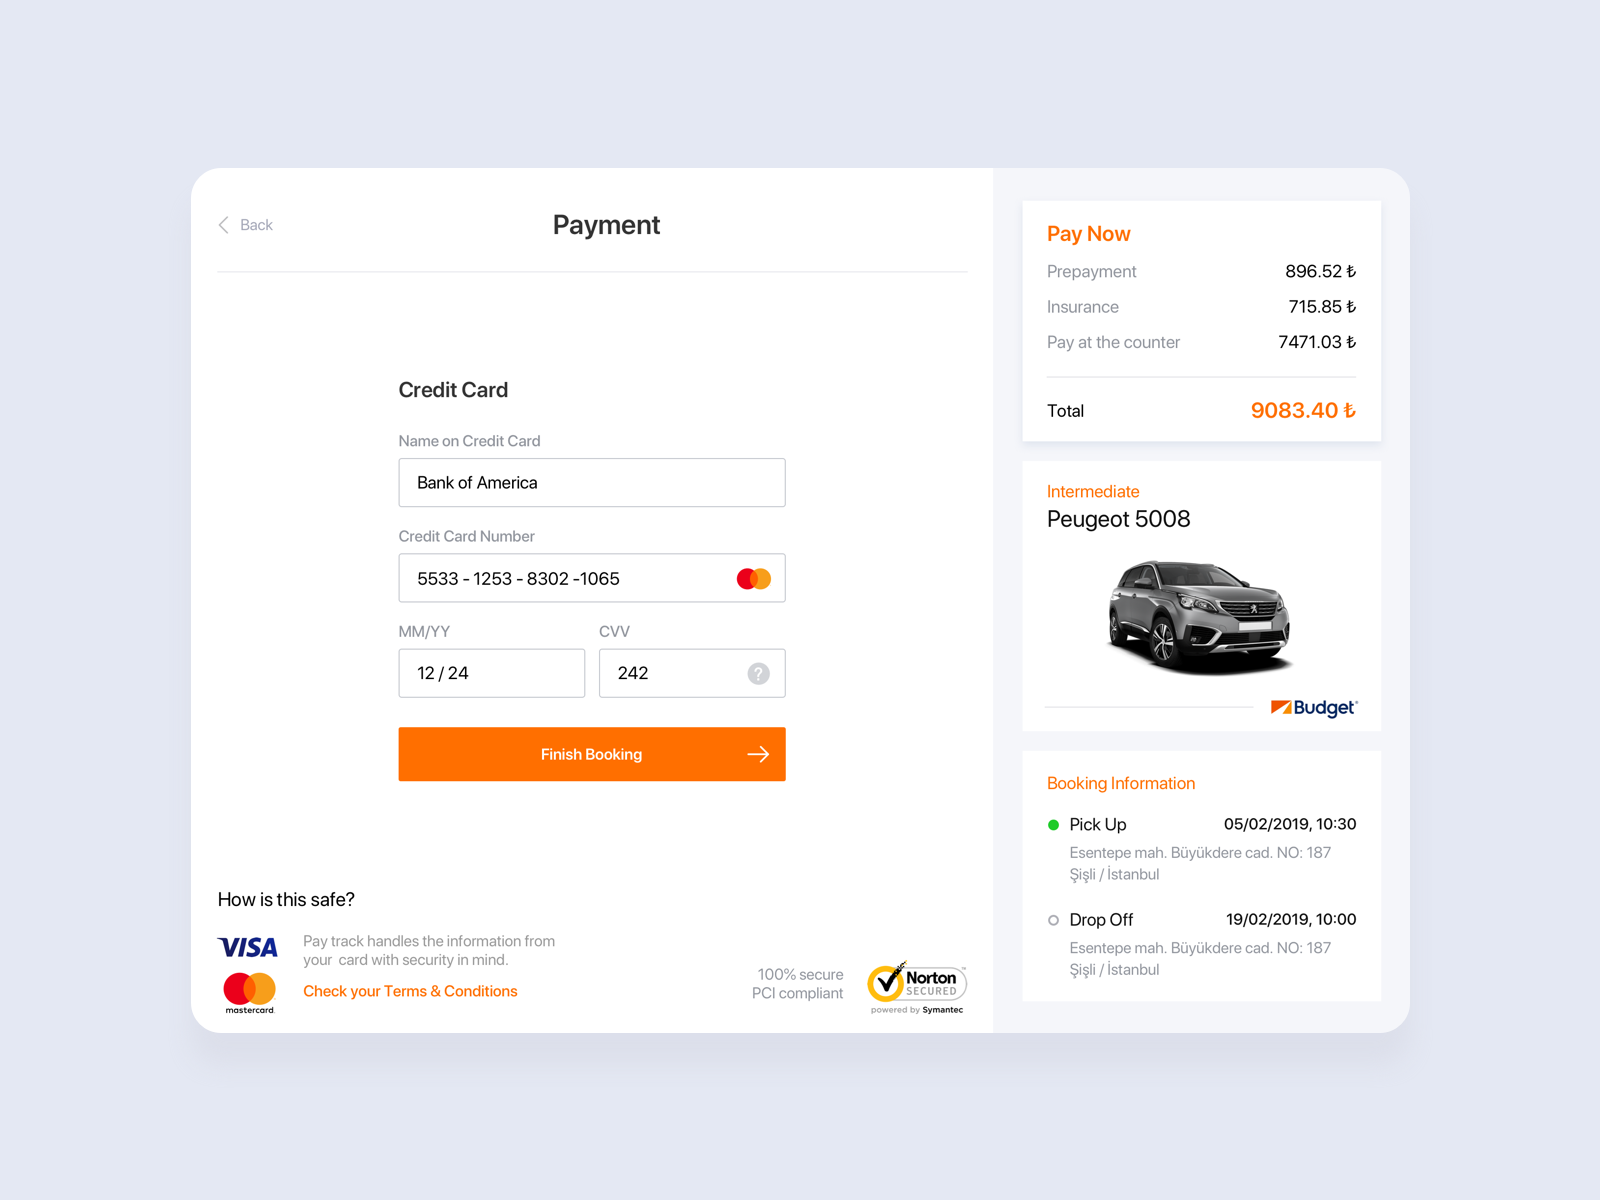 Back
Payment
Credit Card
Name on Credit Card
Bank of America
Credit Card Number
5533 - 1253 - 8302 -1065
MM/YY
CVV
12 / 24
242
?
Finish Booking
How is this safe?
VISA
mastercard.
Pay track handles the information from
your card with security in mind.
Check your Terms & Conditions
100% secure
PCI compliant
Norton
SECURED
powered by Symantec
Pay Now
Prepayment 896.52 ₺
Insurance 715.85 ₺
Pay at the counter 7471.03 ₺
Total 9083.40 ₺
Intermediate
Peugeot 5008
Budget®
Booking Information
Pick Up 05/02/2019, 10:30
Esentepe mah. Büyükdere cad. NO: 187
Şişli / İstanbul
Drop Off 19/02/2019, 10:00
Esentepe mah. Büyükdere cad. NO: 187
Şişli / İstanbul